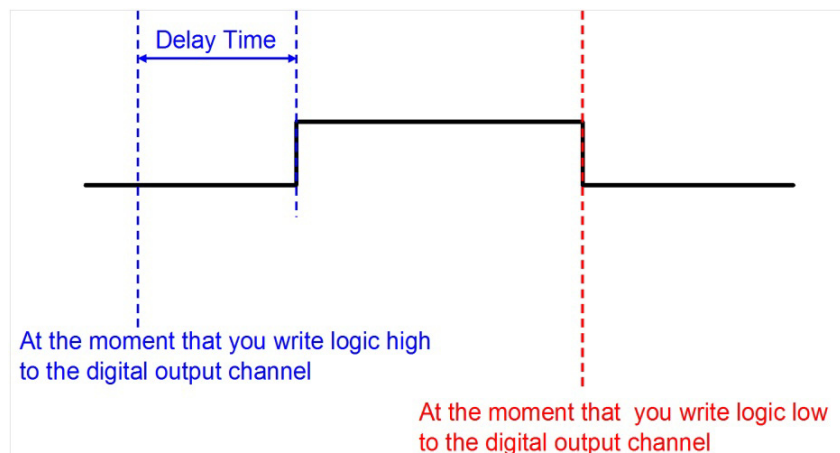 Delay Time
At the moment that you write logic high
to the digital output channel
At the moment that you write logic low
to the digital output channel